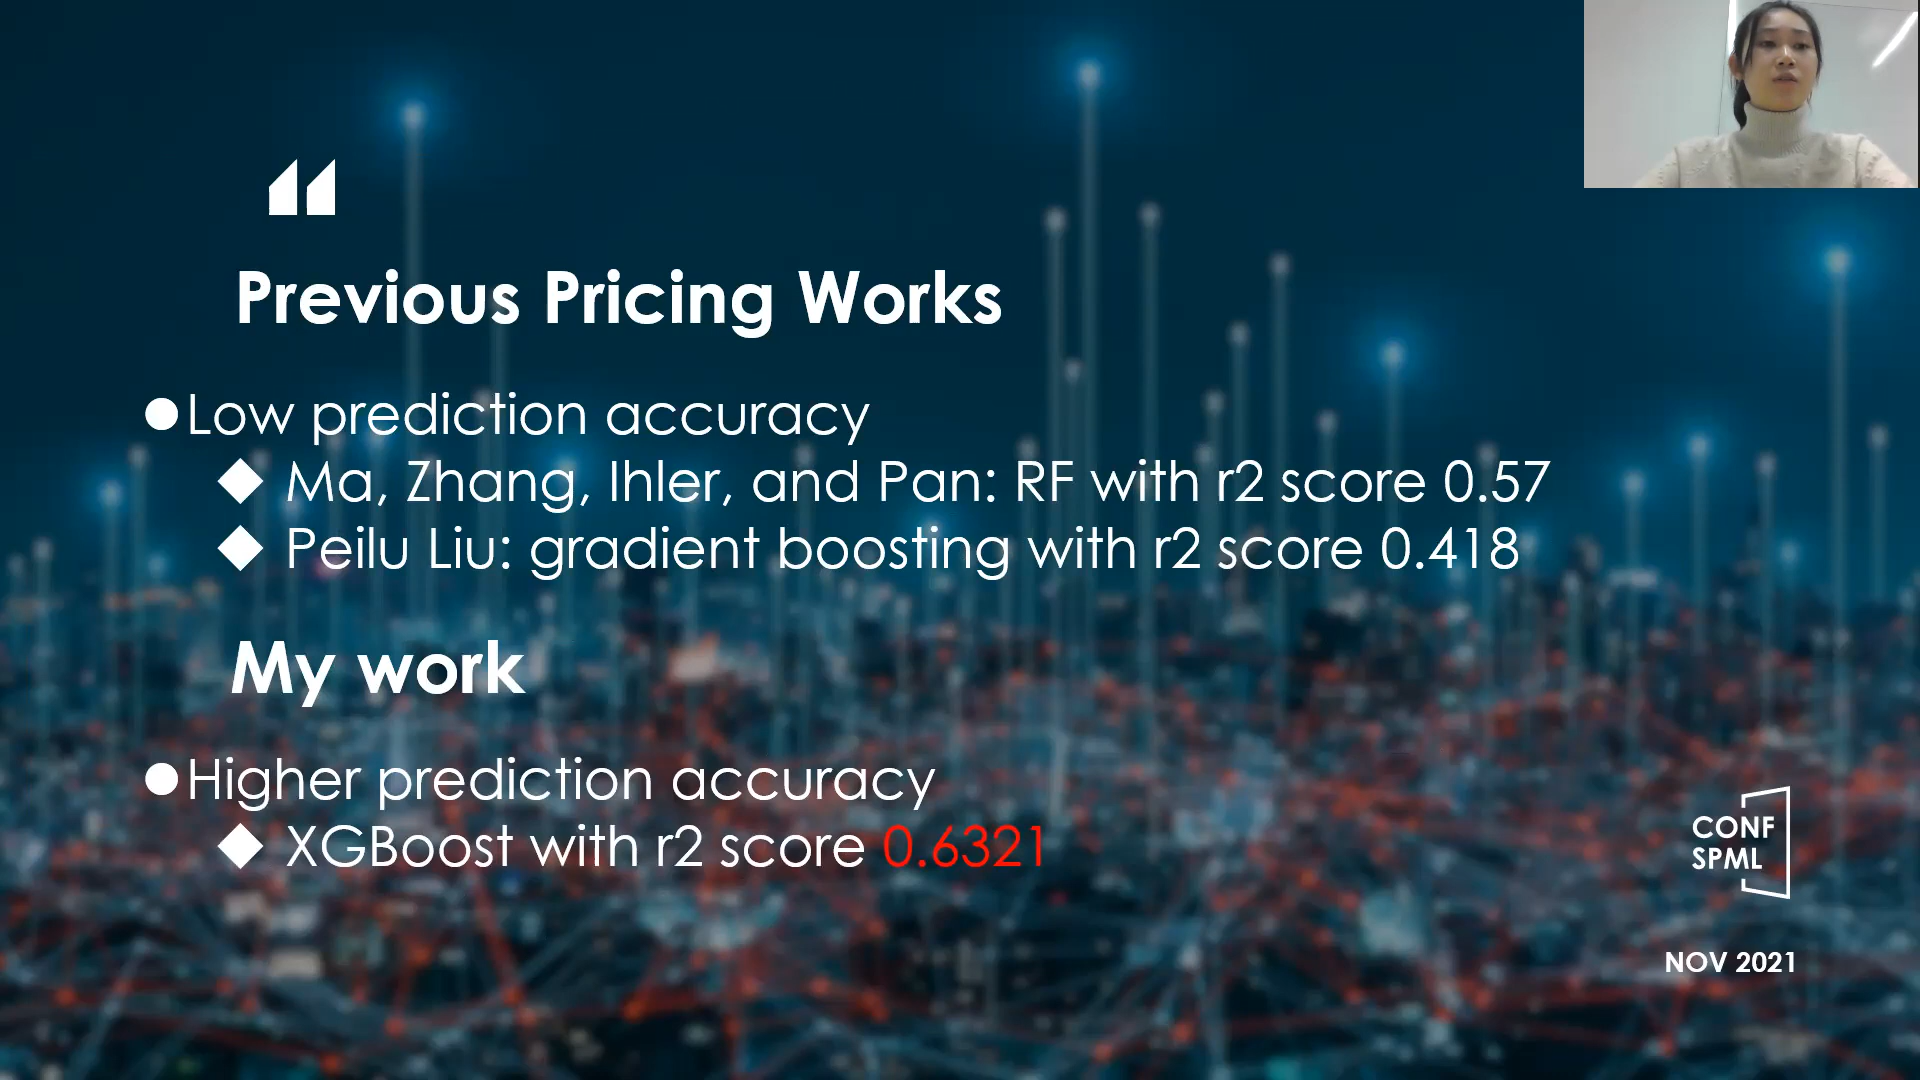 Previous Pricing Works
Low prediction accuracy
Ma, Zhang, Ihler, and Pan: RF with r2 score 0.57
Peilu Liu: gradient boosting with r2 score 0.418
My work
Higher prediction accuracy
XGBoost with r2 score 0.6321
CONF
SPML
NOV 2021